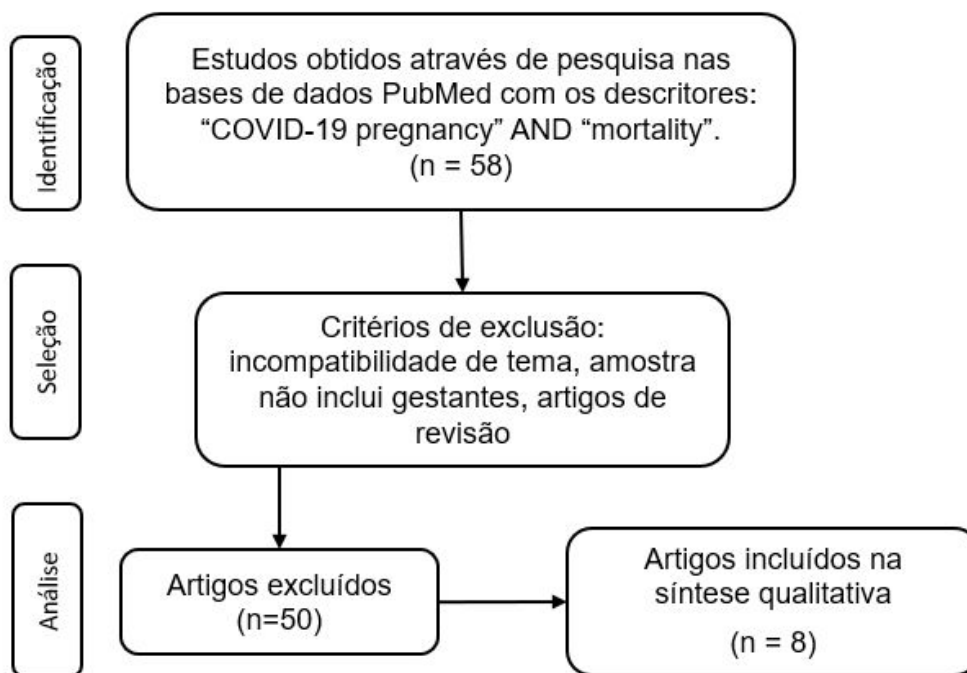 Identificação
Estudos obtidos através de pesquisa nas
bases de dados PubMed com os descritores:
“COVID-19 pregnancy” AND “mortality”.
(n = 58)
Seleção
Critérios de exclusão:
incompatibilidade de tema, amostra
não inclui gestantes, artigos de
revisão
Análise
Artigos excluídos
(n=50)
Artigos incluídos na
síntese qualitativa
(n = 8)